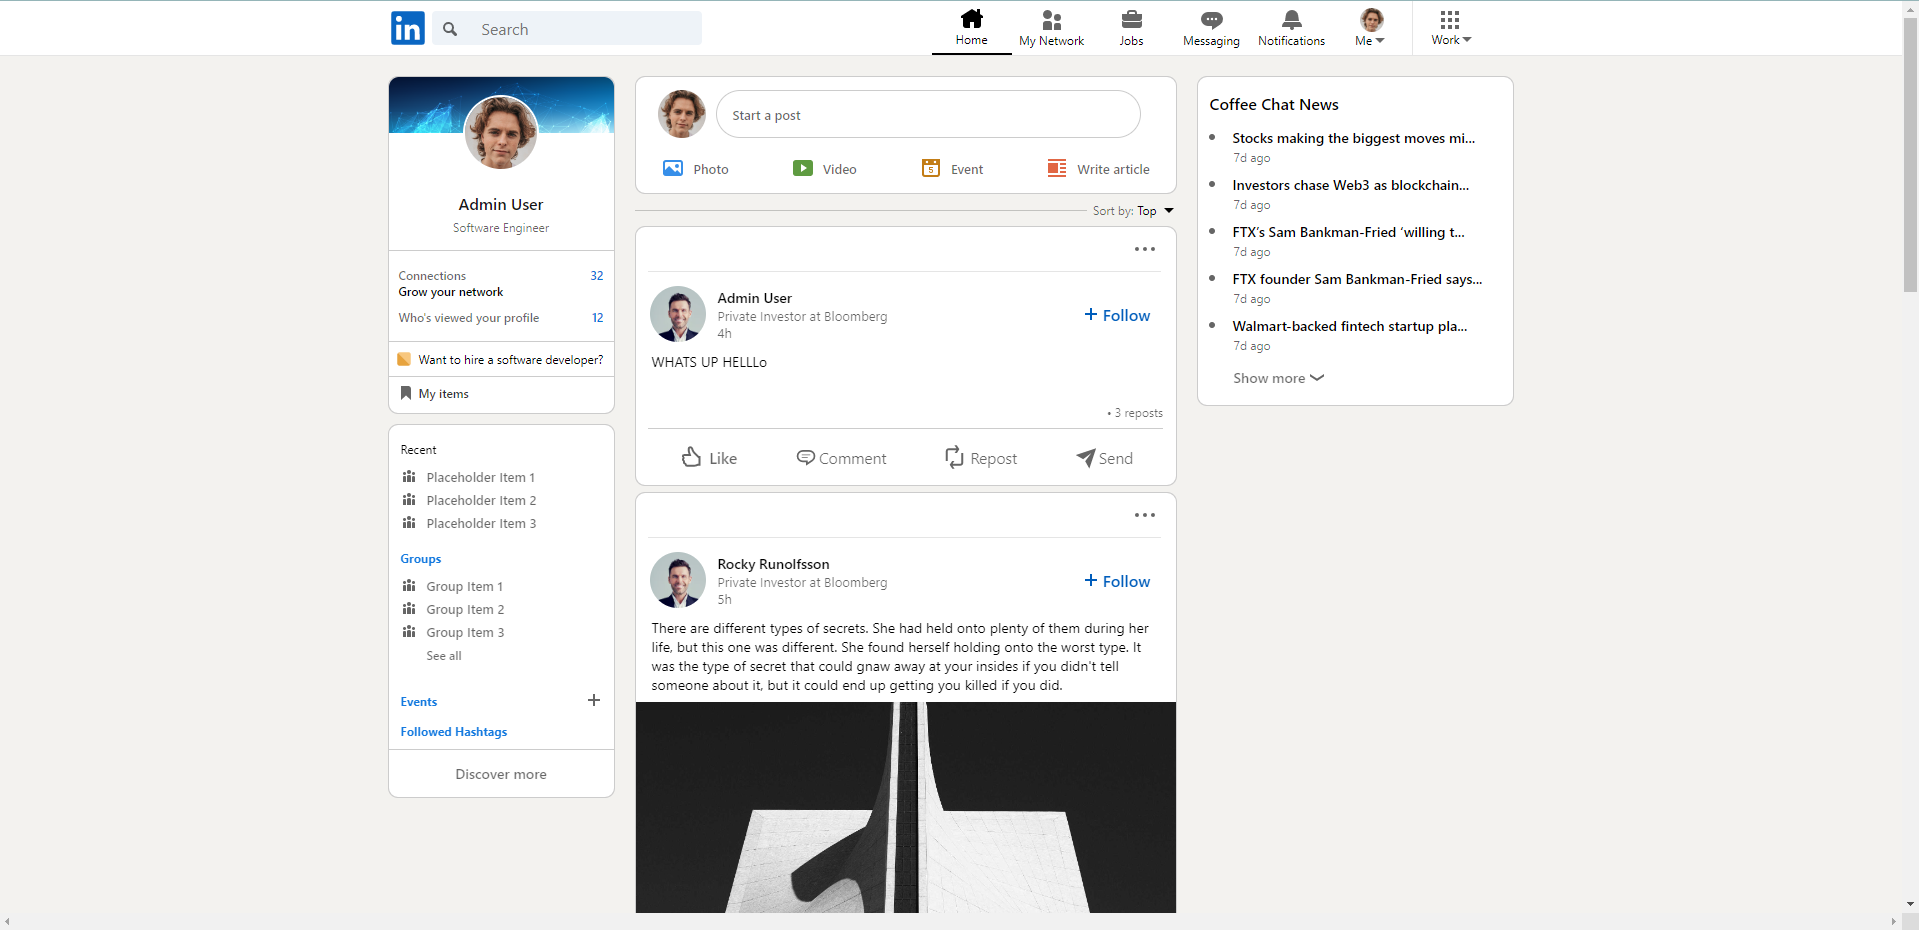 in
Search
Home
My Network
Jobs
Messaging
Notifications
Me
Work
Admin User
Software Engineer
Connections 32
Grow your network
Who's viewed your profile 12
Want to hire a software developer?
My items
Recent
Placeholder Item 1
Placeholder Item 2
Placeholder Item 3
Groups
Group Item 1
Group Item 2
Group Item 3
See all
Events
Followed Hashtags
Discover more
Start a post
Photo
Video
5
Event
Write article
Sort by: Top
Admin User
Private Investor at Bloomberg
4h
+ Follow
WHATS UP HELLLo
• 3 reposts
Like
Comment
Repost
Send
Rocky Runolfsson
Private Investor at Bloomberg
5h
+ Follow
There are different types of secrets. She had held onto plenty of them during her
life, but this one was different. She found herself holding onto the worst type. It
was the type of secret that could gnaw away at your insides if you didn't tell
someone about it, but it could end up getting you killed if you did.
Coffee Chat News
Stocks making the biggest moves mi...
7d ago
Investors chase Web3 as blockchain...
7d ago
FTX’s Sam Bankman-Fried ‘willing t...
7d ago
FTX founder Sam Bankman-Fried says...
7d ago
Walmart-backed fintech startup pla...
7d ago
Show more